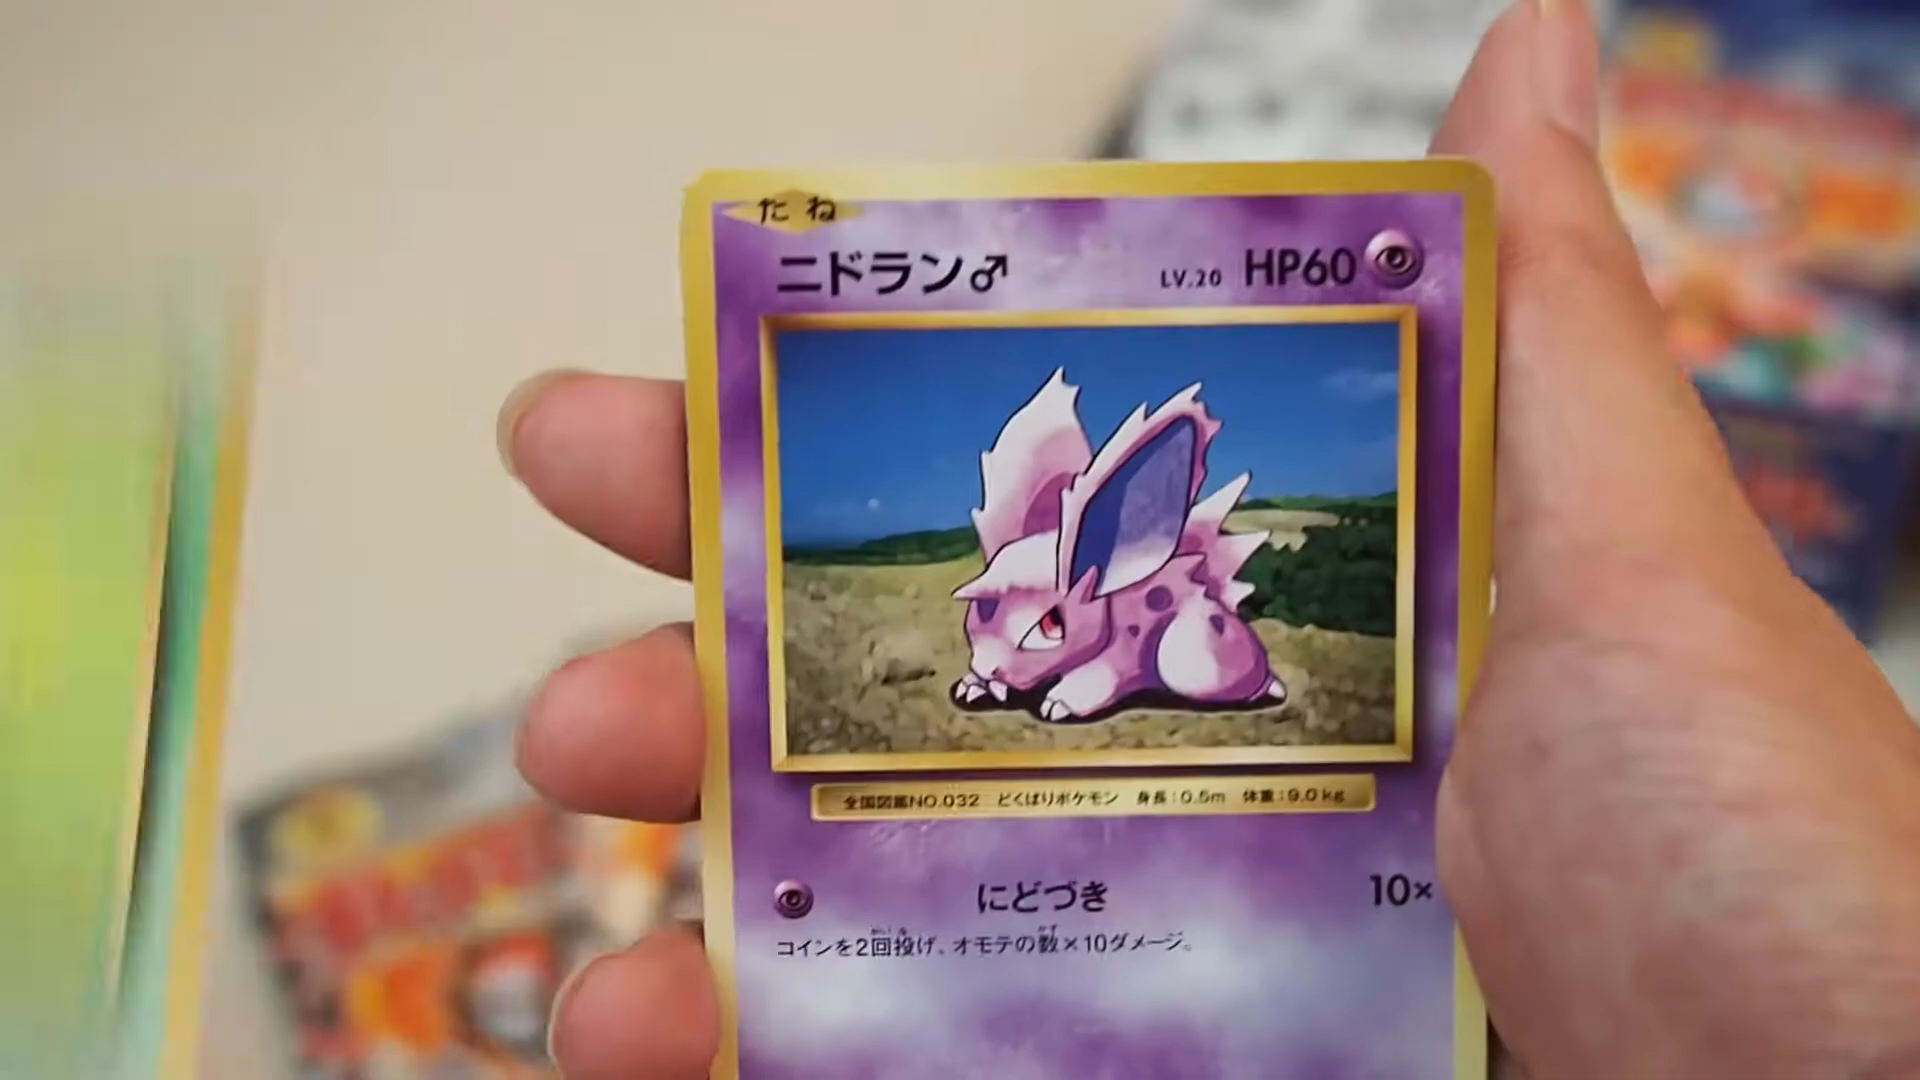 たね
ニドラン♂ LV.20 HP60
全国図鑑NO.032 どくばりポケモン 身長:0.5m 体重:9.0kg
にどづき 10×
コインを2回投げ、オモテの数×10ダメージ。